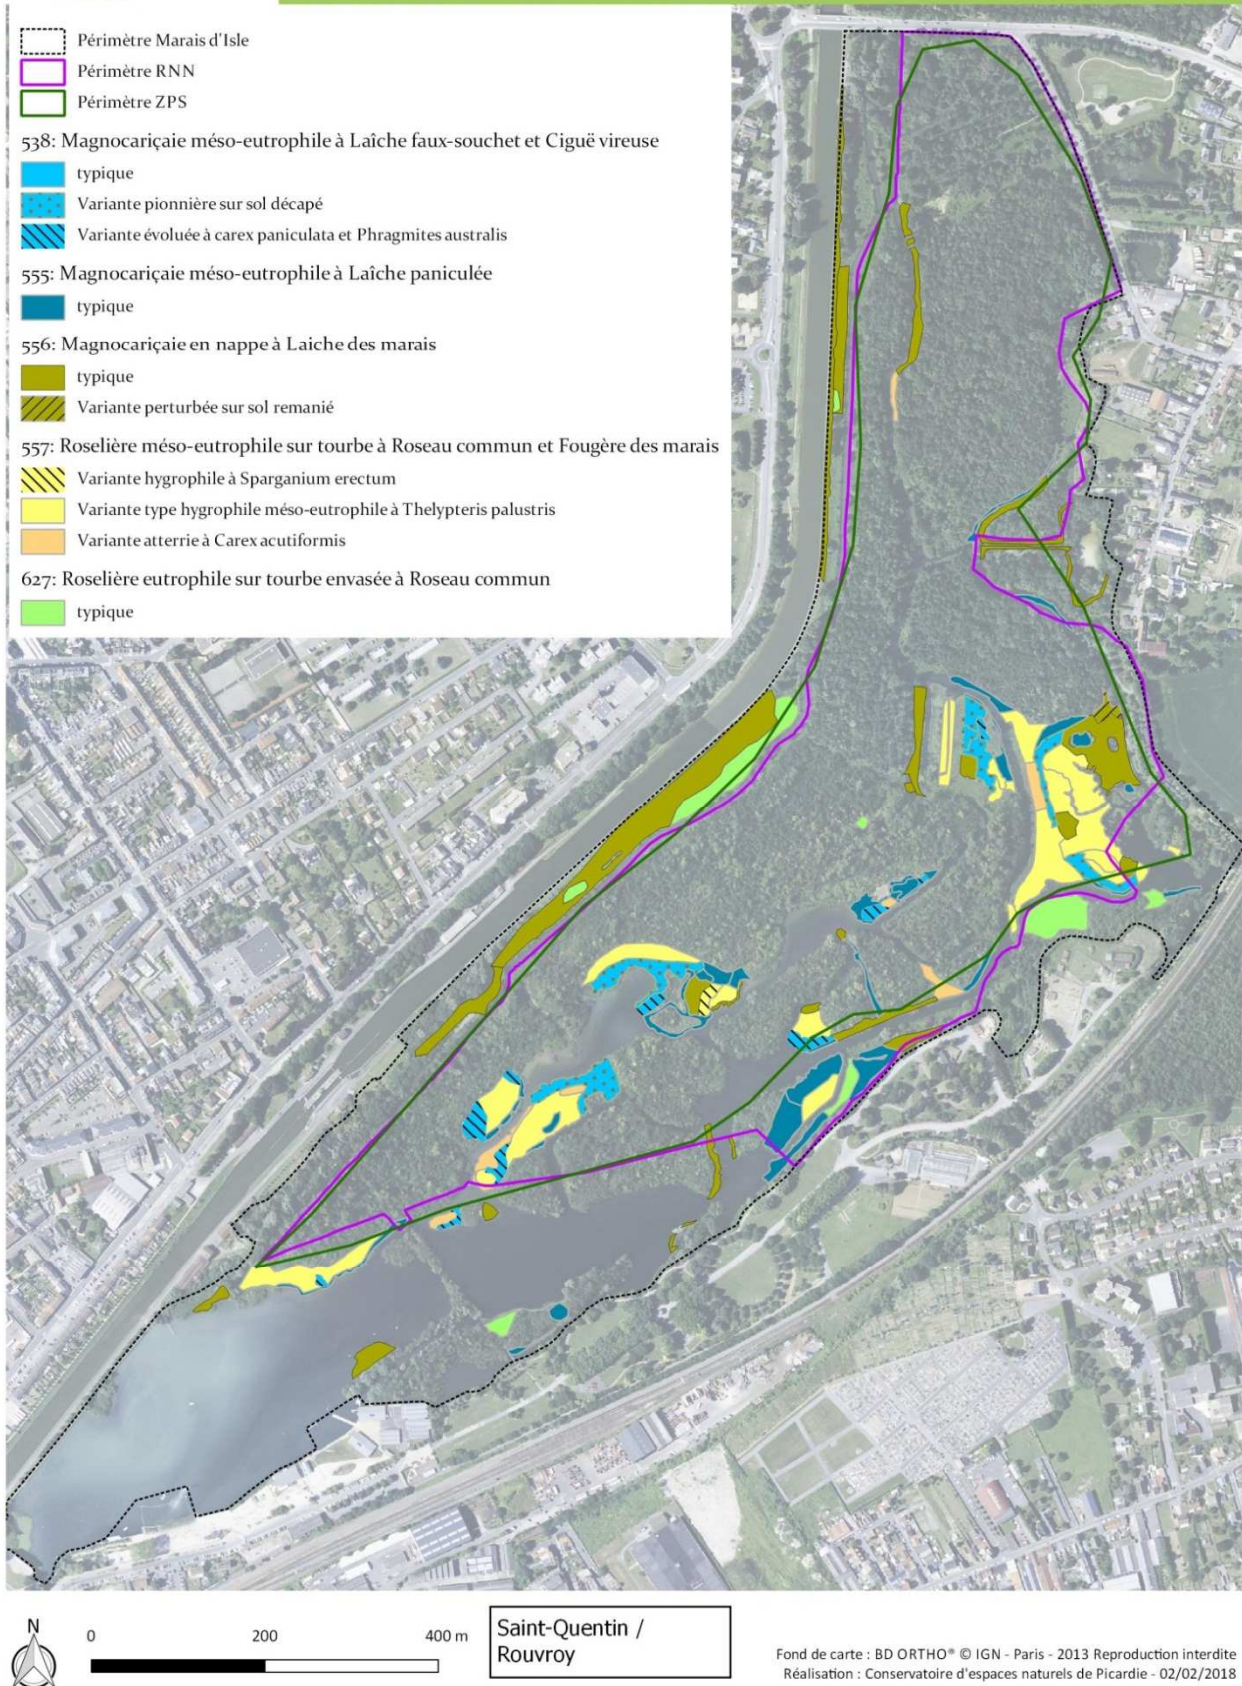 Périmètre Marais d'Isle
Périmètre RNN
Périmètre ZPS
538: Magnocariçaie méso-eutrophile à Laîche faux-souchet et Ciguë vireuse
typique
Variante pionnière sur sol décapé
Variante évoluée à carex paniculata et Phragmites australis
555: Magnocariçaie méso-eutrophile à Laîche paniculée
typique
556: Magnocariçaie en nappe à Laiche des marais
typique
Variante perturbée sur sol remanié
557: Roselière méso-eutrophile sur tourbe à Roseau commun et Fougère des marais
Variante hygrophile à Sparganium erectum
Variante type hygrophile méso-eutrophile à Thelypteris palustris
Variante atterrie à Carex acutiformis
627: Roselière eutrophile sur tourbe envasée à Roseau commun
typique
N
0 200 400 m
Saint-Quentin /
Rouvroy
Fond de carte : BD ORTHO® © IGN - Paris - 2013 Reproduction interdite
Réalisation : Conservatoire d'espaces naturels de Picardie - 02/02/2018